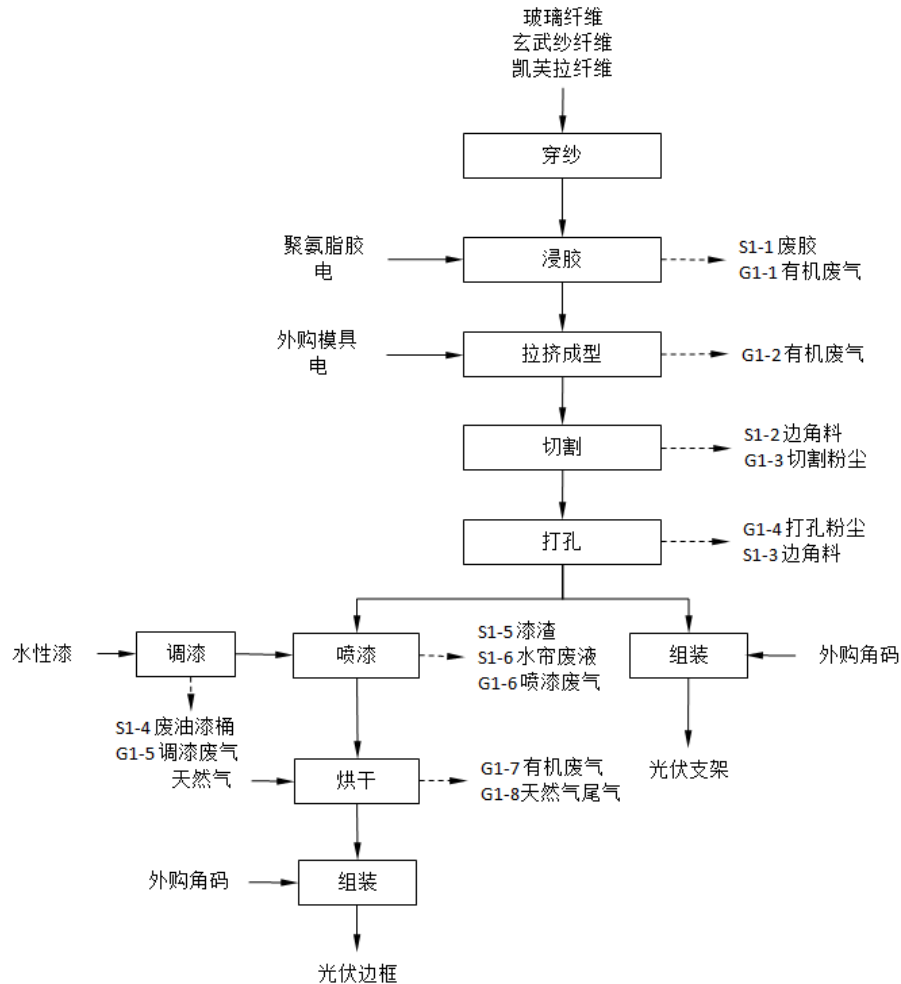 玻璃纤维
玄武纱纤维
凯芙拉纤维
穿纱
聚氨脂胶
电
浸胶
S1-1 废胶
G1-1 有机废气
外购模具
电
拉挤成型
G1-2 有机废气
切割
S1-2 边角料
G1-3 切割粉尘
打孔
G1-4 打孔粉尘
S1-3 边角料
水性漆
调漆
喷漆
S1-5 漆渣
S1-6 水帘废液
G1-6 喷漆废气
组装
外购角码
S1-4 废油漆桶
G1-5 调漆废气
天然气
烘干
G1-7 有机废气
G1-8天然气尾气
光伏支架
外购角码
组装
光伏边框